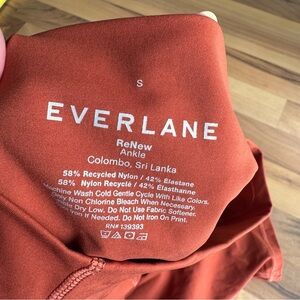 S
EVERLANE
ReNew
Ankle
Colombo, Sri Lanka
58% Recycled Nylon / 42% Elastane
58% Nylon Recyclé / 42% Élasthanne
Machine Wash Cold Gentle Cycle With Like Colors.
Only Non Chlorine Bleach When Necessary.
Dry Low. Do Not Use Fabric Softener.
Iron If Needed. Do Not Iron On Print.
RN# 139393